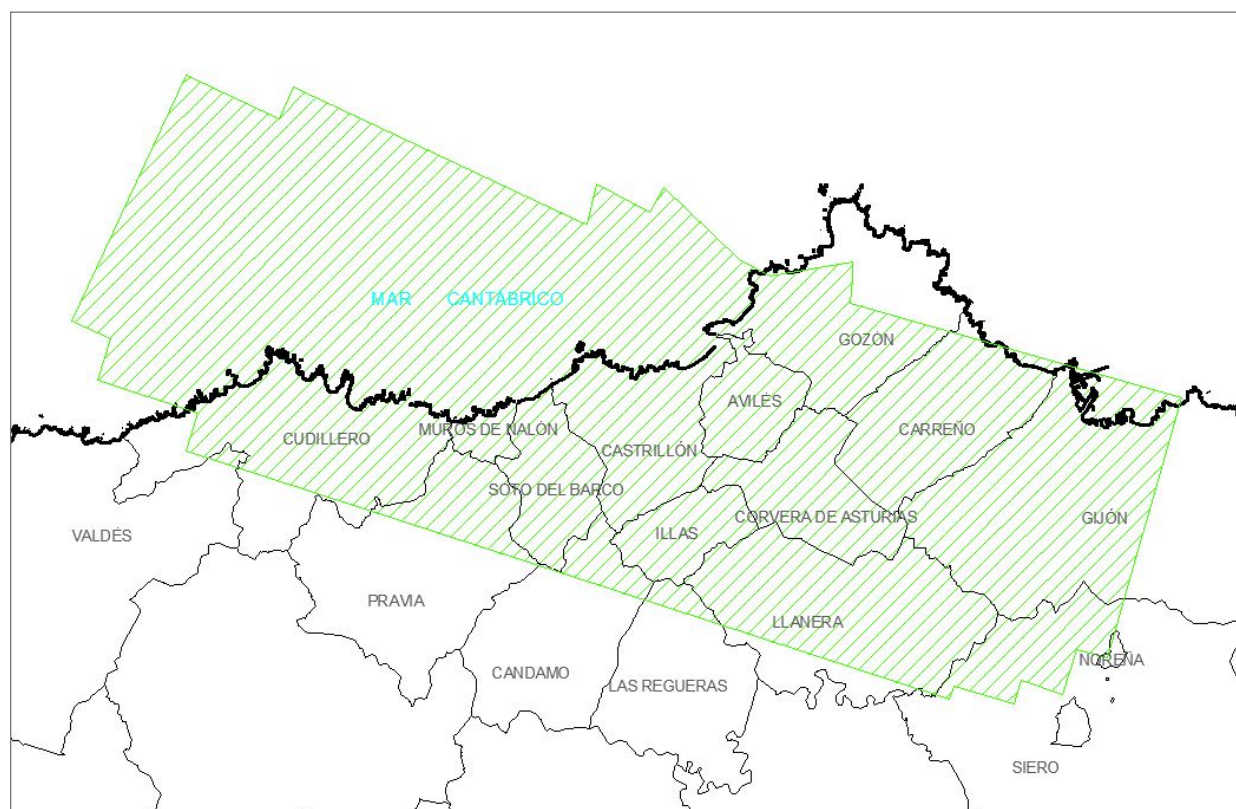 MAR CANTÁBRICO
GOZÓN
AVILÉS
CARREÑO
CUDILLERO
MUROS DE NALÓN
CASTRILLÓN
SOTO DEL BARCO
CORVERA DE ASTURIAS
GIJÓN
VALDÉS
ILLAS
PRAVIA
LLANERA
NOREÑA
CANDAMO
LAS REGUERAS
SIERO